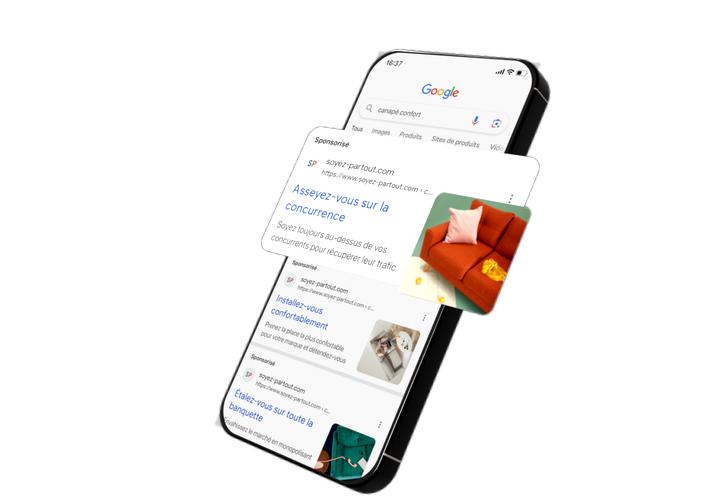 16:37
Google
canapé confort
Tous Images Produits Sites de produits
Sponsorisé
SP soyez-partout.com
https://www.soyez-partout.com › c...
Asseyez-vous sur la
concurrence
Soyez toujours au-dessus de vos
concurrents pour récupérer leur trafic
Sponsorisé
SP soyez-partout.com
https://www.soyez-partout.com › c...
Installez-vous
confortablement
Prenez la place la plus confortable
pour votre marque et détendez-vous
Sponsorisé
SP soyez-partout.com
https://www.soyez-partout.com › c...
Étalez-vous sur toute la
banquette
Envahissez le marché en monopolisant